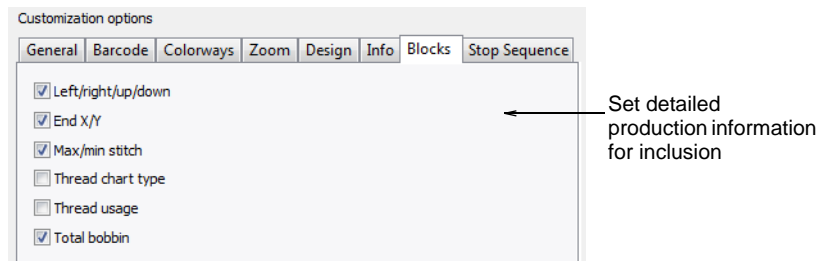 Customization options
General Barcode Colorways Zoom Design Info Blocks Stop Sequence
Left/right/up/down
End X/Y
Max/min stitch
Thread chart type
Thread usage
Total bobbin
Set detailed
production information
for inclusion